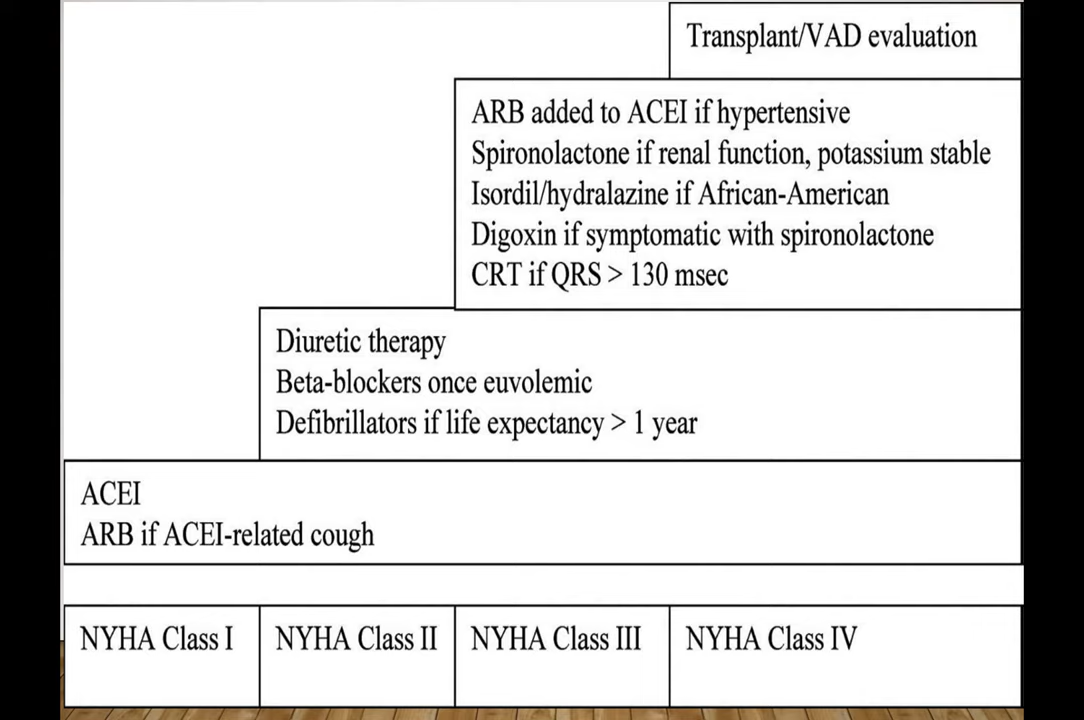 Transplant/VAD evaluation
ARB added to ACEI if hypertensive
Spironolactone if renal function, potassium stable
Isordil/hydralazine if African-American
Digoxin if symptomatic with spironolactone
CRT if QRS > 130 msec
Diuretic therapy
Beta-blockers once euvolemic
Defibrillators if life expectancy > 1 year
ACEI
ARB if ACEI-related cough
NYHA Class I
NYHA Class II
NYHA Class III
NYHA Class IV